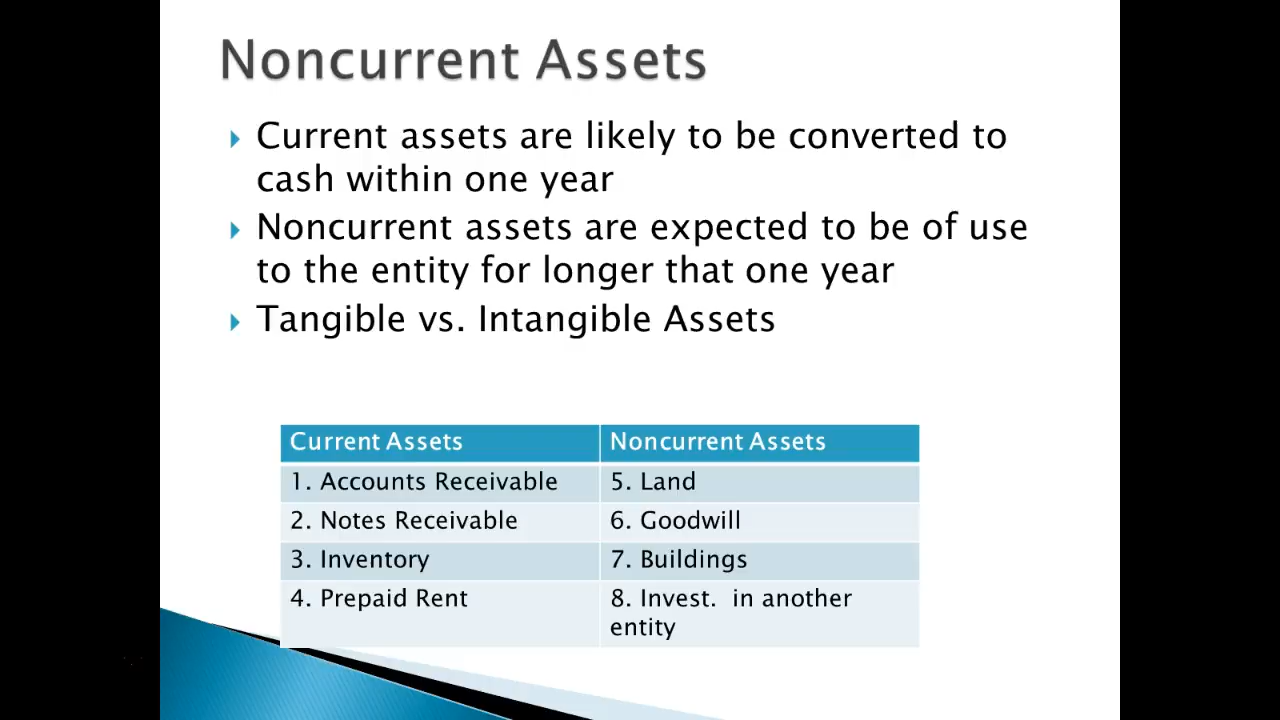 Noncurrent Assets
Current assets are likely to be converted to
cash within one year
Noncurrent assets are expected to be of use
to the entity for longer that one year
Tangible vs. Intangible Assets
Current Assets Noncurrent Assets
1. Accounts Receivable 5. Land
2. Notes Receivable 6. Goodwill
3. Inventory 7. Buildings
4. Prepaid Rent 8. Invest. in another
entity